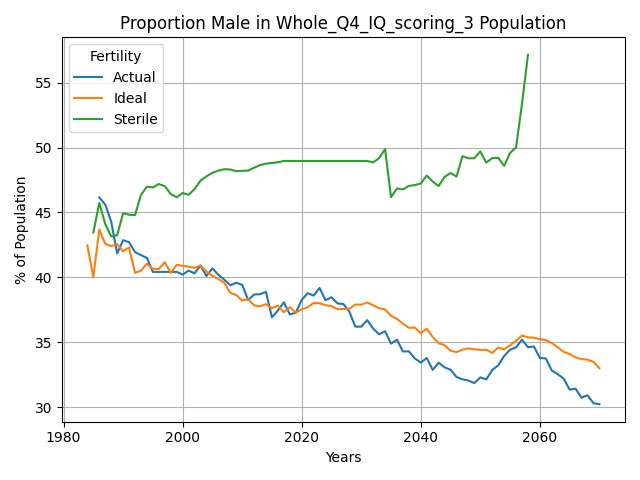 Proportion Male in Whole_Q4_IQ_scoring_3 Population
Fertility
Actual
Ideal
Sterile
% of Population
55
50
45
40
35
30
1980
2000
2020
2040
2060
Years